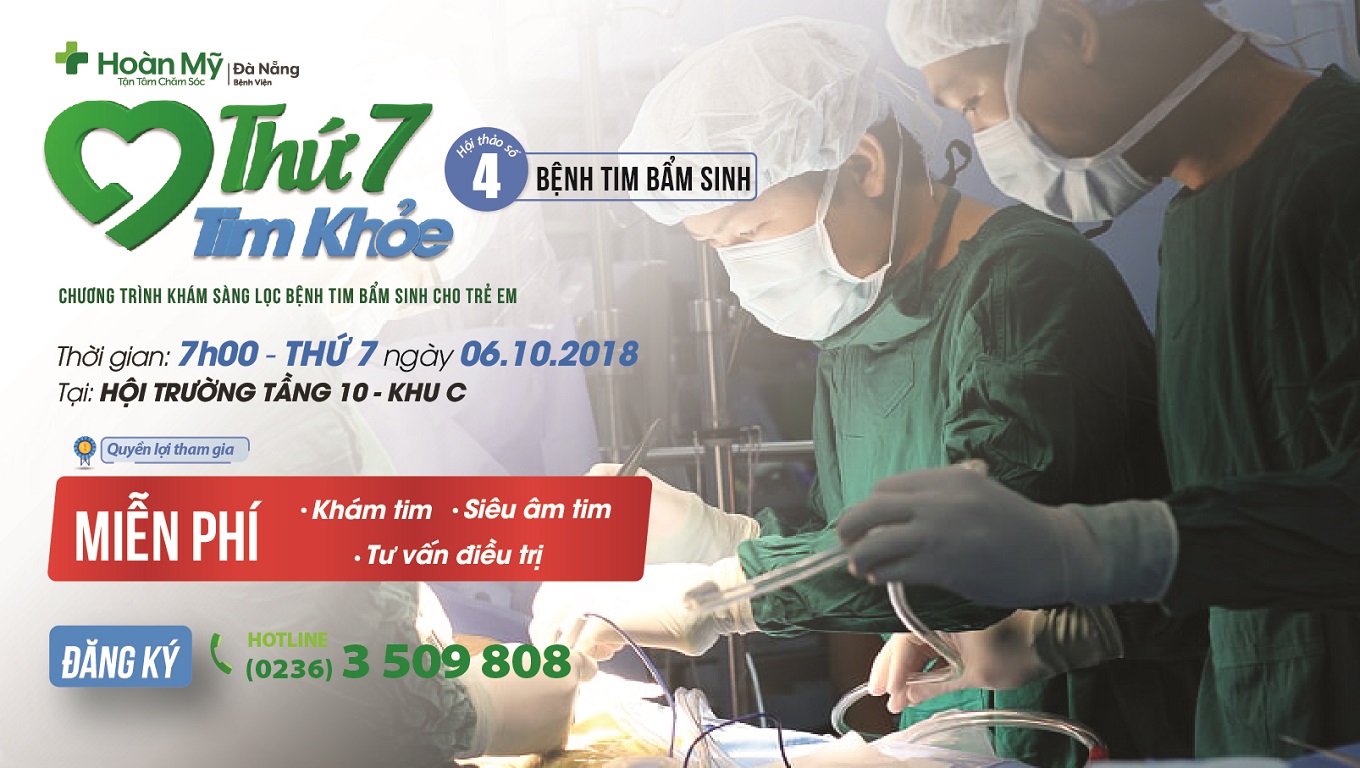 Hoàn Mỹ
Tận Tâm Chăm Sóc
Đà Nẵng
Bệnh Viện
Thứ 7
Tim Khỏe
Hội thảo số
4
BỆNH TIM BẨM SINH
CHƯƠNG TRÌNH KHÁM SÀNG LỌC BỆNH TIM BẨM SINH CHO TRẺ EM
Thời gian: 7h00 - THỨ 7 ngày 06.10.2018
Tại: HỘI TRƯỜNG TẦNG 10 - KHU C
Quyền lợi tham gia
MIỄN PHÍ
• Khám tim • Siêu âm tim
• Tư vấn điều trị
ĐĂNG KÝ
HOTLINE
(0236) 3 509 808